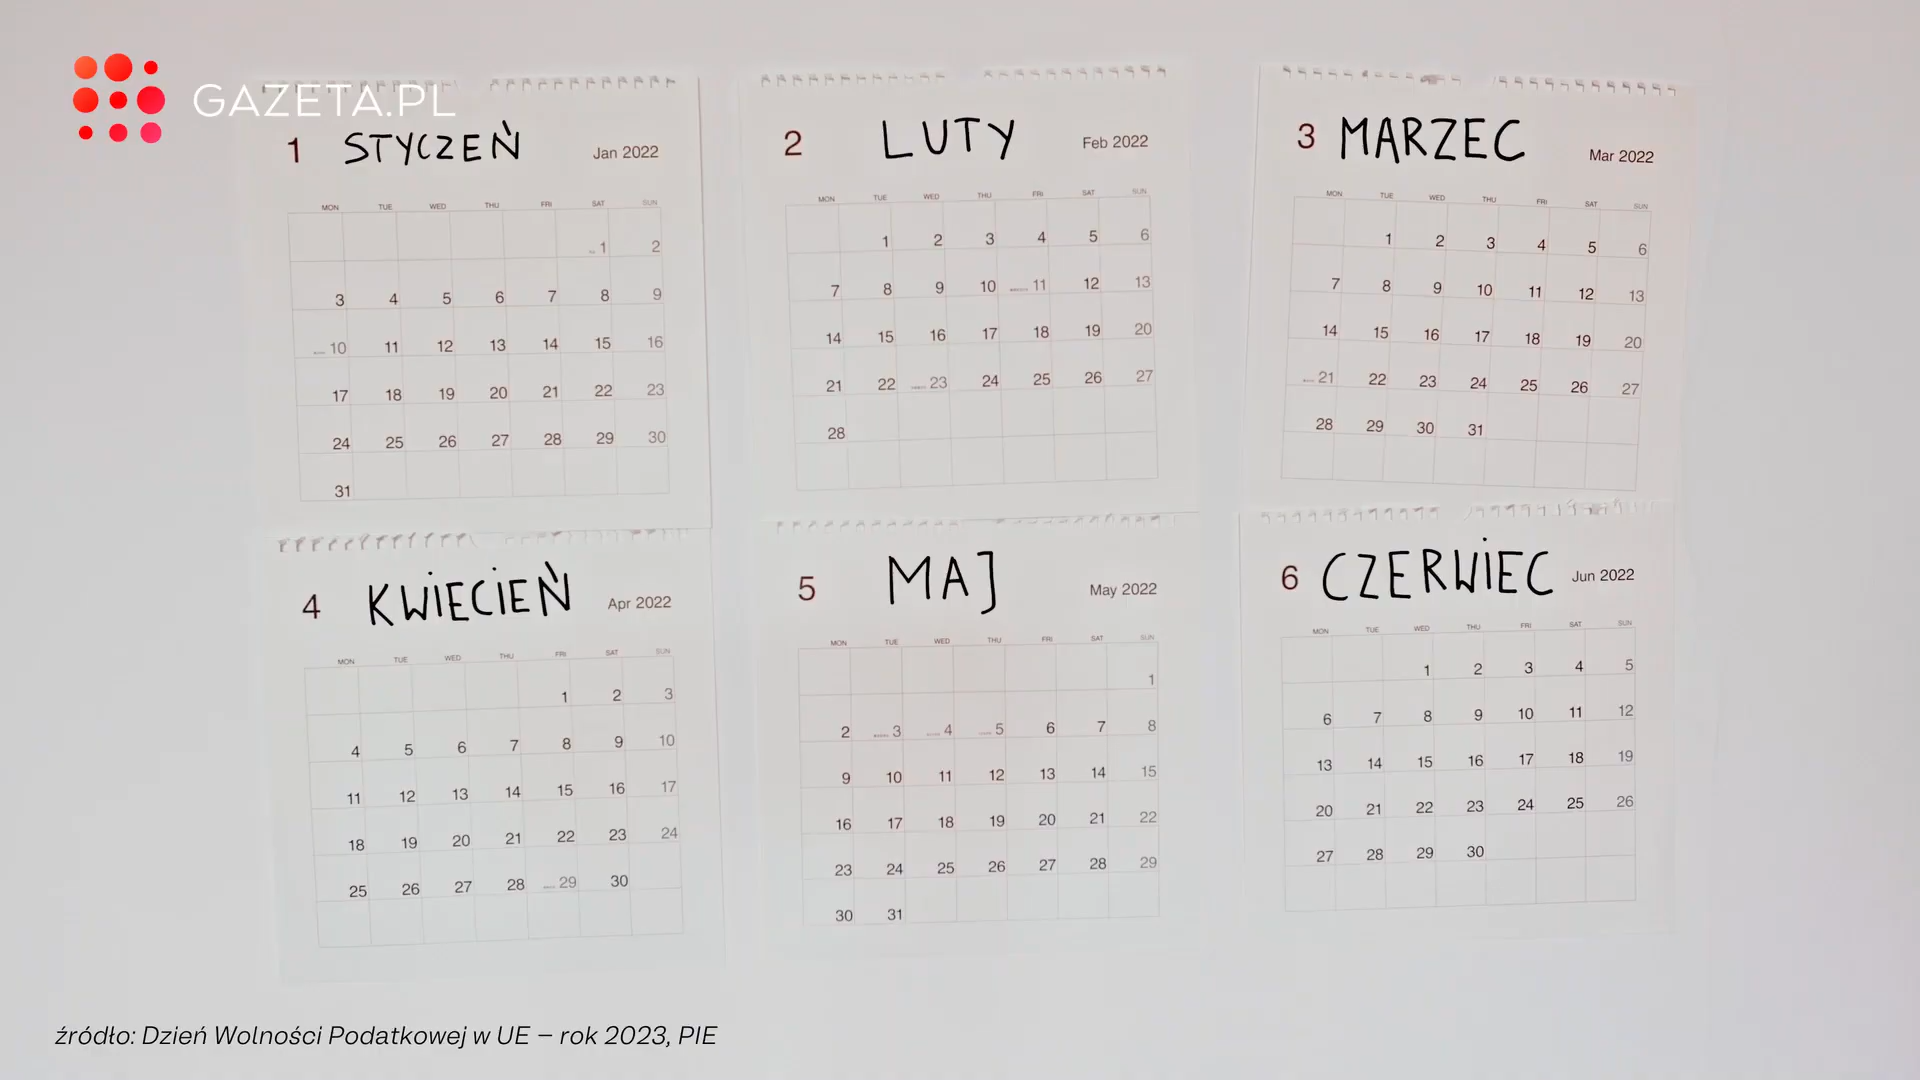 GAZETA.PL
1 STYCZEŃ Jan 2022
MON TUE WED THU FRI SAT SUN
1 2
3 4 5 6 7 8 9
10 11 12 13 14 15 16
17 18 19 20 21 22 23
24 25 26 27 28 29 30
31
2 LUTY Feb 2022
MON TUE WED THU FRI SAT SUN
1 2 3 4 5 6
7 8 9 10 11 12 13
14 15 16 17 18 19 20
21 22 23 24 25 26 27
28
3 MARZEC Mar 2022
MON TUE WED THU FRI SAT SUN
1 2 3 4 5 6
7 8 9 10 11 12 13
14 15 16 17 18 19 20
21 22 23 24 25 26 27
28 29 30 31
4 KWIECIEŃ Apr 2022
MON TUE WED THU FRI SAT SUN
1 2 3
4 5 6 7 8 9 10
11 12 13 14 15 16 17
18 19 20 21 22 23 24
25 26 27 28 29 30
5 MAJ May 2022
MON TUE WED THU FRI SAT SUN
1
2 3 4 5 6 7 8
9 10 11 12 13 14 15
16 17 18 19 20 21 22
23 24 25 26 27 28 29
30 31
6 CZERWIEC Jun 2022
MON TUE WED THU FRI SAT SUN
1 2 3 4 5
6 7 8 9 10 11 12
13 14 15 16 17 18 19
20 21 22 23 24 25 26
27 28 29 30
źródło: Dzień Wolności Podatkowej w UE – rok 2023, PIE